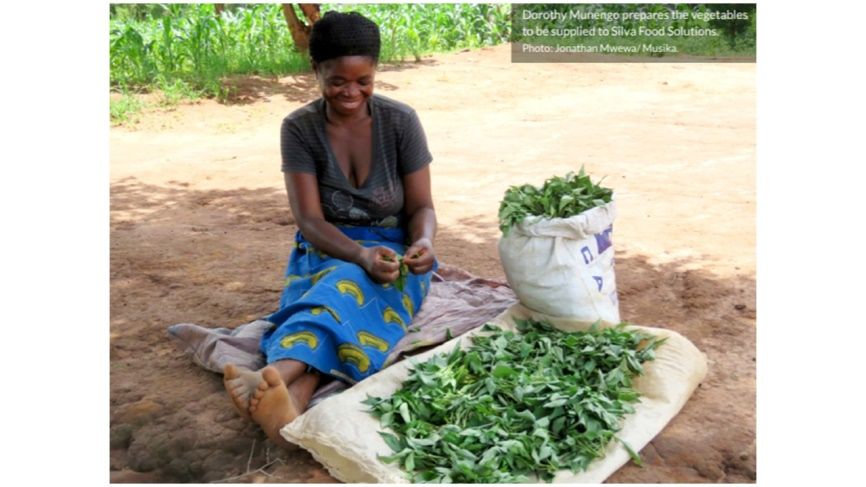 Dorothy Munengo prepares the vegetables
to be supplied to Silva Food Solutions.
Photo: Jonathan Mwewa/ Musika.